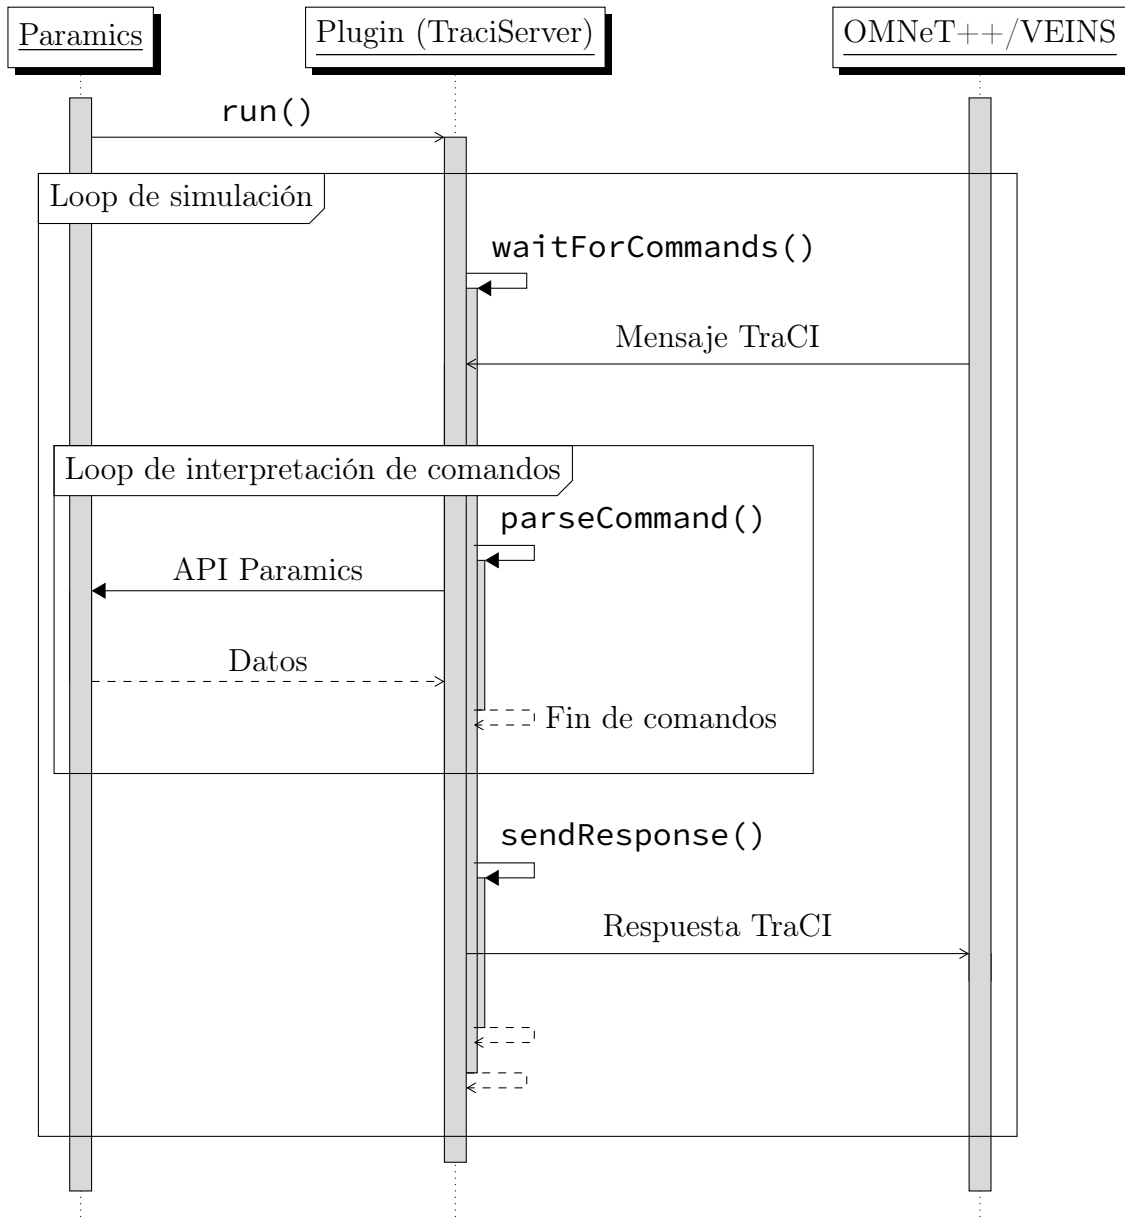 Paramics
Plugin (TraciServer)
OMNeT++/VEINS
run()
Loop de simulación
waitForCommands()
Mensaje TraCI
Loop de interpretación de comandos
parseCommand()
API Paramics
Datos
Fin de comandos
sendResponse()
Respuesta TraCI